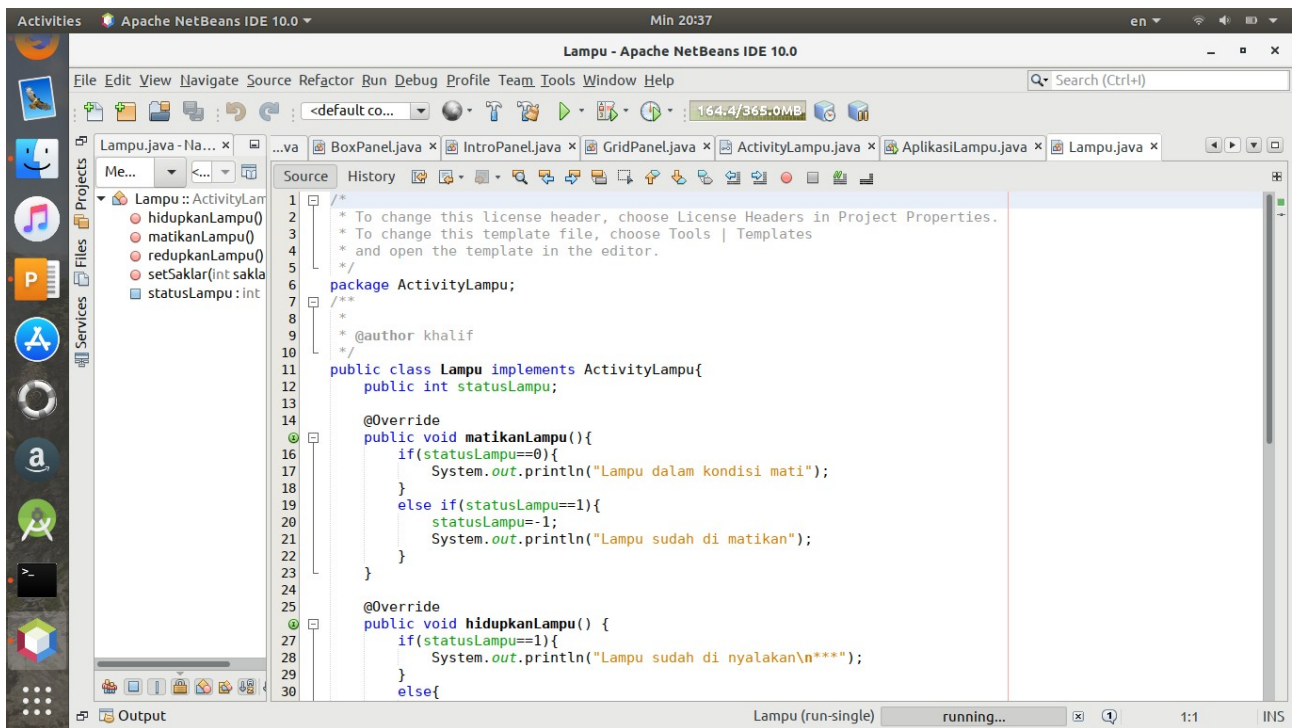 Activities Apache NetBeans IDE 10.0 Min 20:37 en
Lampu - Apache NetBeans IDE 10.0
File Edit View Navigate Source Refactor Run Debug Profile Team Tools Window Help Search (Ctrl+I)
<default co... 164.4/365.0MB
Lampu.java - Na... ...va BoxPanel.java IntroPanel.java GridPanel.java ActivityLampu.java AplikasiLampu.java Lampu.java
Me... <...
Source History
Projects
Files
Services
Lampu :: ActivityLam
hidupkanLampu()
matikanLampu()
redupkanLampu()
setSaklar(int sakla
statusLampu : int
1 /*
2 * To change this license header, choose License Headers in Project Properties.
3 * To change this template file, choose Tools | Templates
4 * and open the template in the editor.
5 */
6 package ActivityLampu;
7 /**
8 *
9 * @author khalif
10 */
11 public class Lampu implements ActivityLampu{
12 public int statusLampu;
13
14 @Override
public void matikanLampu(){
16 if(statusLampu==0){
17 System.out.println("Lampu dalam kondisi mati");
18 }
19 else if(statusLampu==1){
20 statusLampu=-1;
21 System.out.println("Lampu sudah di matikan");
22 }
23 }
24
25 @Override
public void hidupkanLampu() {
27 if(statusLampu==1){
28 System.out.println("Lampu sudah di nyalakan\n***");
29 }
30 else{
Output Lampu (run-single) running... 1 1:1 INS